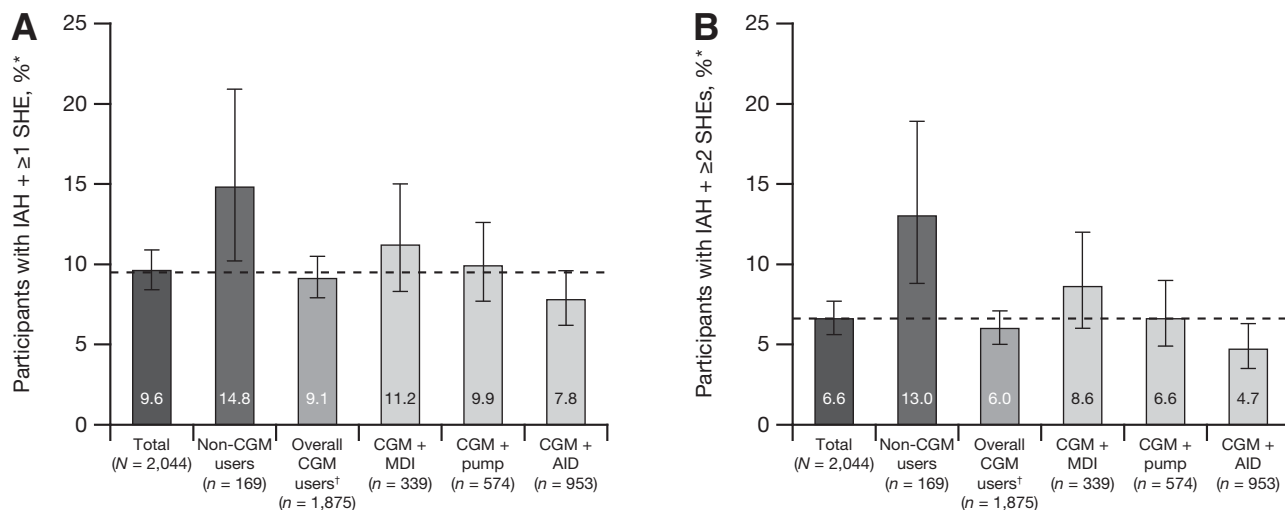 A
Participants with IAH + ≥1 SHE, %*
25
20
15
10
5
0
9.6
14.8
9.1
11.2
9.9
7.8
Total
(N = 2,044)
Non-CGM
users
(n = 169)
Overall
CGM
users†
(n = 1,875)
CGM +
MDI
(n = 339)
CGM +
pump
(n = 574)
CGM +
AID
(n = 953)
B
Participants with IAH + ≥2 SHEs, %*
25
20
15
10
5
0
6.6
13.0
6.0
8.6
6.6
4.7
Total
(N = 2,044)
Non-CGM
users
(n = 169)
Overall
CGM
users†
(n = 1,875)
CGM +
MDI
(n = 339)
CGM +
pump
(n = 574)
CGM +
AID
(n = 953)